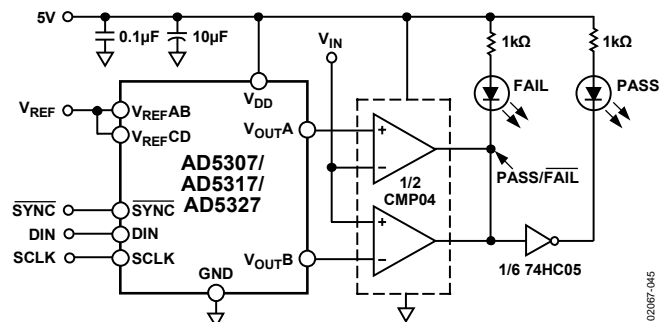 5V
0.1µF
10µF
VIN
1kΩ
1kΩ
FAIL
PASS
VDD
VREF
VREFAB
VREFCD
VOUTA
AD5307/
AD5317/
AD5327
+
−
1/2
CMP04
PASS/FAIL
SYNC
SYNC
DIN
DIN
SCLK
SCLK
VOUTB
+
−
GND
1/6 74HC05
02067-045